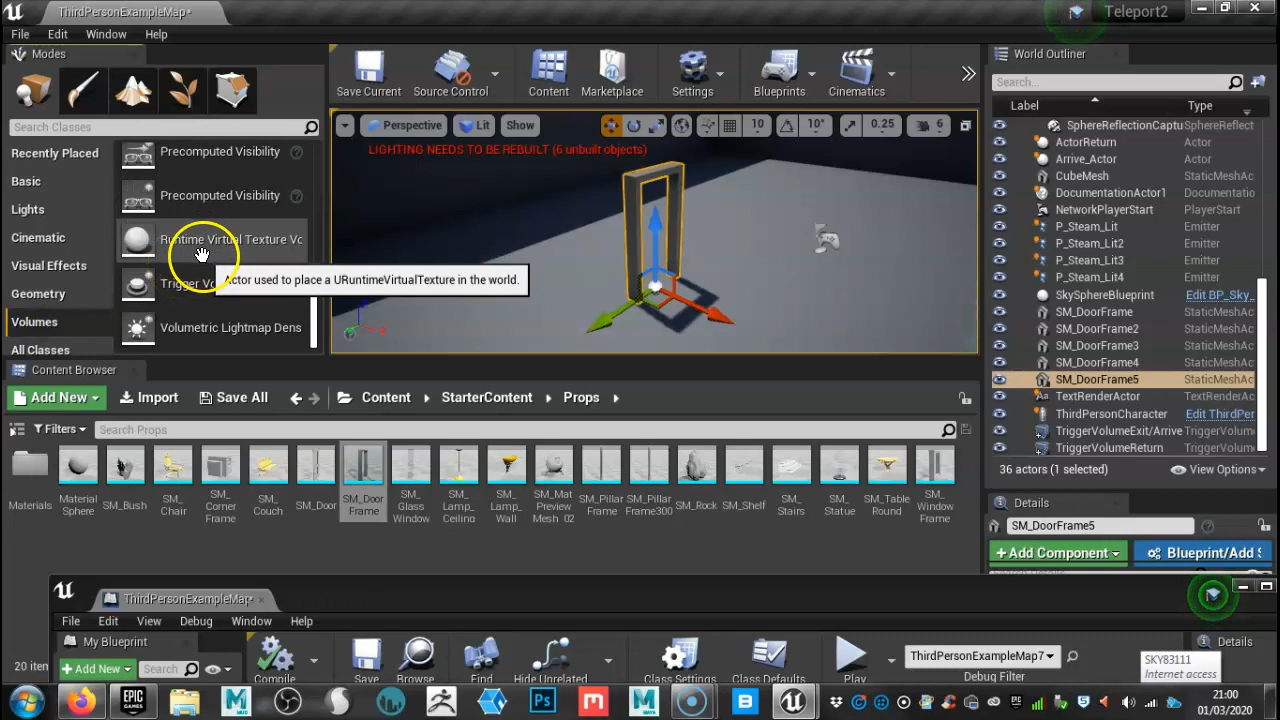 ThirdPersonExampleMap*
Teleport2
File Edit Window Help
Modes
Search Classes
Recently Placed
Basic
Lights
Cinematic
Visual Effects
Geometry
Volumes
All Classes
Precomputed Visibility
Precomputed Visibility
Runtime Virtual Texture Vo
Trigger Vo
Volumetric Lightmap Dens
Actor used to place a URuntimeVirtualTexture in the world.
Save Current
Source Control
Content
Marketplace
Settings
Blueprints
Cinematics
Perspective
Lit
Show
10
10°
0.25
6
LIGHTING NEEDS TO BE REBUILT (6 unbuilt objects)
World Outliner
Search...
Label Type
SphereReflectionCaptu SphereReflect
ActorReturn Actor
Arrive_Actor Actor
CubeMesh StaticMeshAc
DocumentationActor1 Documentatio
NetworkPlayerStart PlayerStart
P_Steam_Lit Emitter
P_Steam_Lit2 Emitter
P_Steam_Lit3 Emitter
P_Steam_Lit4 Emitter
SkySphereBlueprint Edit BP_Sky_
SM_DoorFrame StaticMeshAc
SM_DoorFrame2 StaticMeshAc
SM_DoorFrame3 StaticMeshAc
SM_DoorFrame4 StaticMeshAc
SM_DoorFrame5 StaticMeshAc
TextRenderActor TextRenderAc
ThirdPersonCharacter Edit ThirdPer
TriggerVolumeExit/Arrive TriggerVolum
TriggerVolumeReturn TriggerVolum
36 actors (1 selected)
View Options
Details
SM_DoorFrame5
+Add Component
Blueprint/Add S
Content Browser
Add New
Import
Save All
Content
StarterContent
Props
Filters
Search Props
Materials
Material Sphere
SM_Bush
SM_ Chair
SM_ Corner Frame
SM_ Couch
SM_Door
SM_Door Frame
SM_ Glass Window
SM_ Lamp_ Ceiling
SM_ Lamp_ Wall
SM_Mat Preview Mesh_02
SM_Pillar Frame
SM_Pillar Frame300
SM_Rock
SM_Shelf
SM_ Stairs
SM_ Statue
SM_Table Round
SM_ Window Frame
20 item
ThirdPersonExampleMap*
File Edit View Debug Window Help
My Blueprint
Add New
Search
Compile
Save
Browse
Find
Hide Unrelated
Class Settings
Class Defaults
Play
ThirdPersonExampleMap7
Debug Filter
Details
SKY83111
Internet access
EPIC GAMES
Ps
21:00
01/03/2020